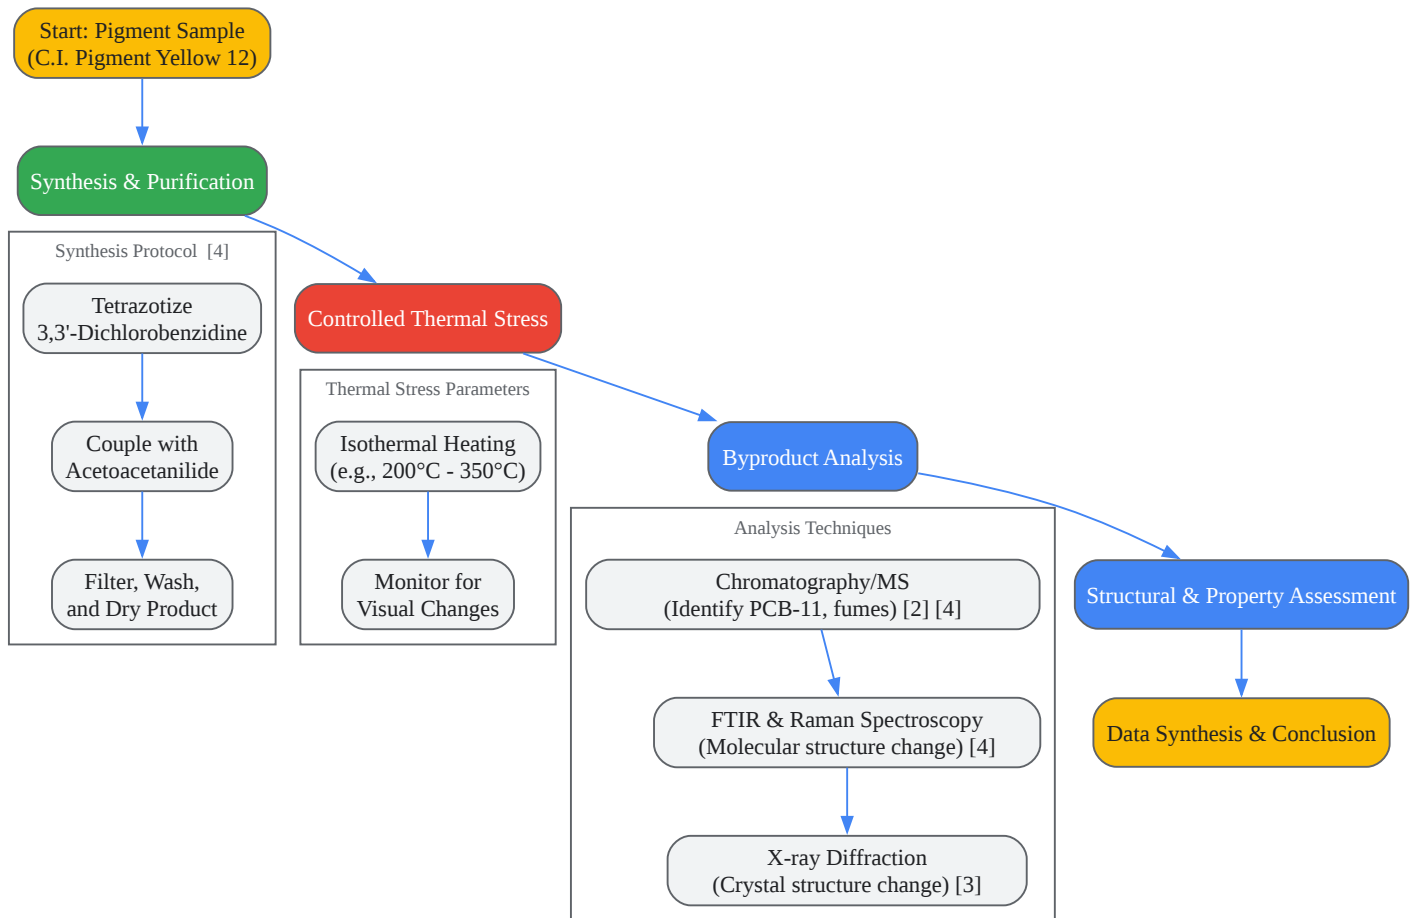 Start: Pigment Sample
(C.I. Pigment Yellow 12)
Synthesis & Purification
Synthesis Protocol [4]
Tetrazotize
3,3'-Dichlorobenzidine
Couple with
Acetoacetanilide
Filter, Wash,
and Dry Product
Controlled Thermal Stress
Thermal Stress Parameters
Isothermal Heating
(e.g., 200°C - 350°C)
Monitor for
Visual Changes
Byproduct Analysis
Analysis Techniques
Chromatography/MS
(Identify PCB-11, fumes) [2] [4]
FTIR & Raman Spectroscopy
(Molecular structure change) [4]
X-ray Diffraction
(Crystal structure change) [3]
Structural & Property Assessment
Data Synthesis & Conclusion